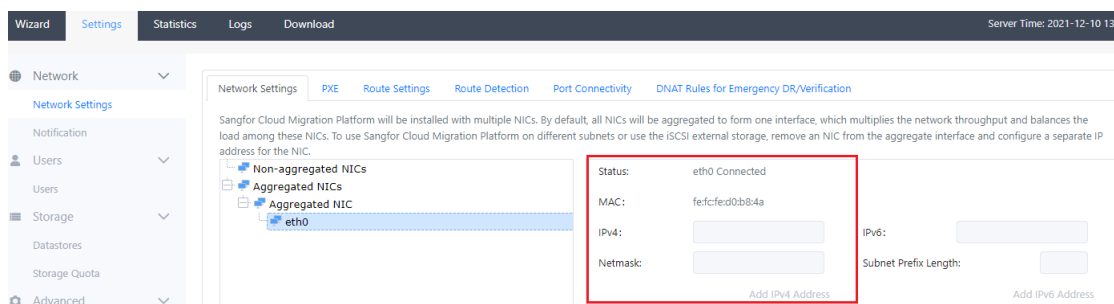 Wizard Settings Statistics Logs Download Server Time: 2021-12-10 13
Network
Network Settings
Notification
Users
Users
Storage
Datastores
Storage Quota
Advanced
Network Settings PXE Route Settings Route Detection Port Connectivity DNAT Rules for Emergency DR/Verification
Sangfor Cloud Migration Platform will be installed with multiple NICs. By default, all NICs will be aggregated to form one interface, which multiplies the network throughput and balances the
load among these NICs. To use Sangfor Cloud Migration Platform on different subnets or use the iSCSI external storage, remove an NIC from the aggregate interface and configure a separate IP
address for the NIC.
Non-aggregated NICs
Aggregated NICs
Aggregated NIC
eth0
Status: eth0 Connected
MAC: fe:fc:fe:d0:b8:4a
IPv4: IPv6:
Netmask: Subnet Prefix Length:
Add IPv4 Address Add IPv6 Address